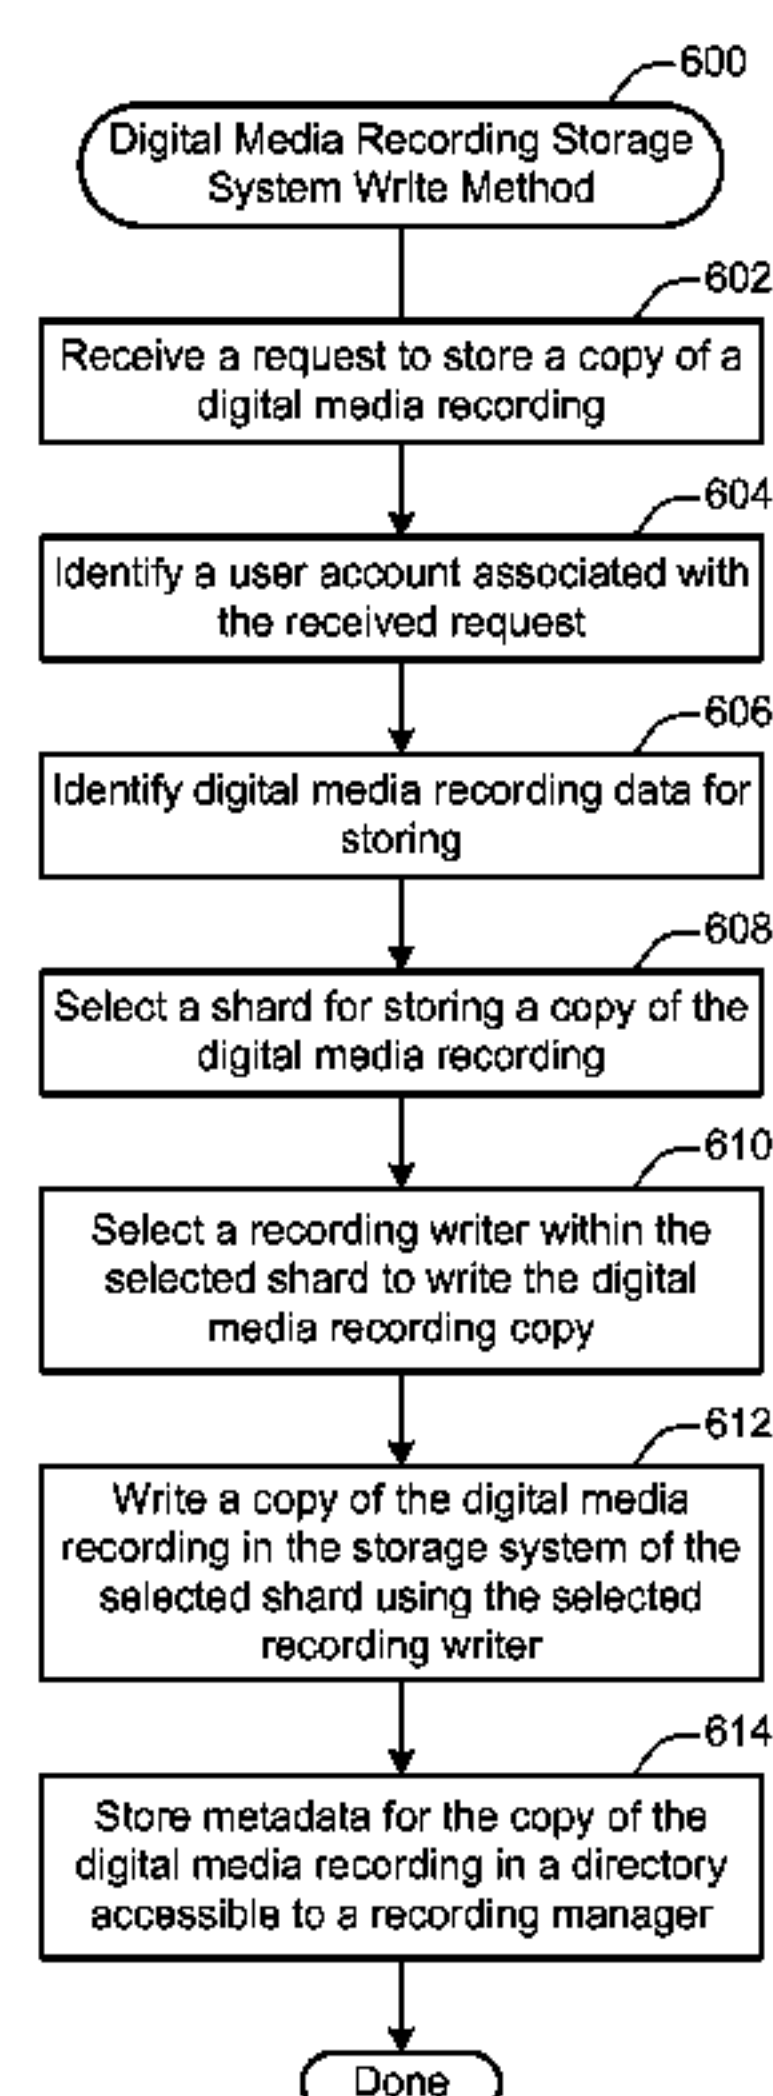 600
Digital Media Recording Storage
System Write Method
602
Receive a request to store a copy of a
digital media recording
604
Identify a user account associated with
the received request
606
Identify digital media recording data for
storing
608
Select a shard for storing a copy of the
digital media recording
610
Select a recording writer within the
selected shard to write the digital
media recording copy
612
Write a copy of the digital media
recording in the storage system of the
selected shard using the selected
recording writer
614
Store metadata for the copy of the
digital media recording in a directory
accessible to a recording manager
Done